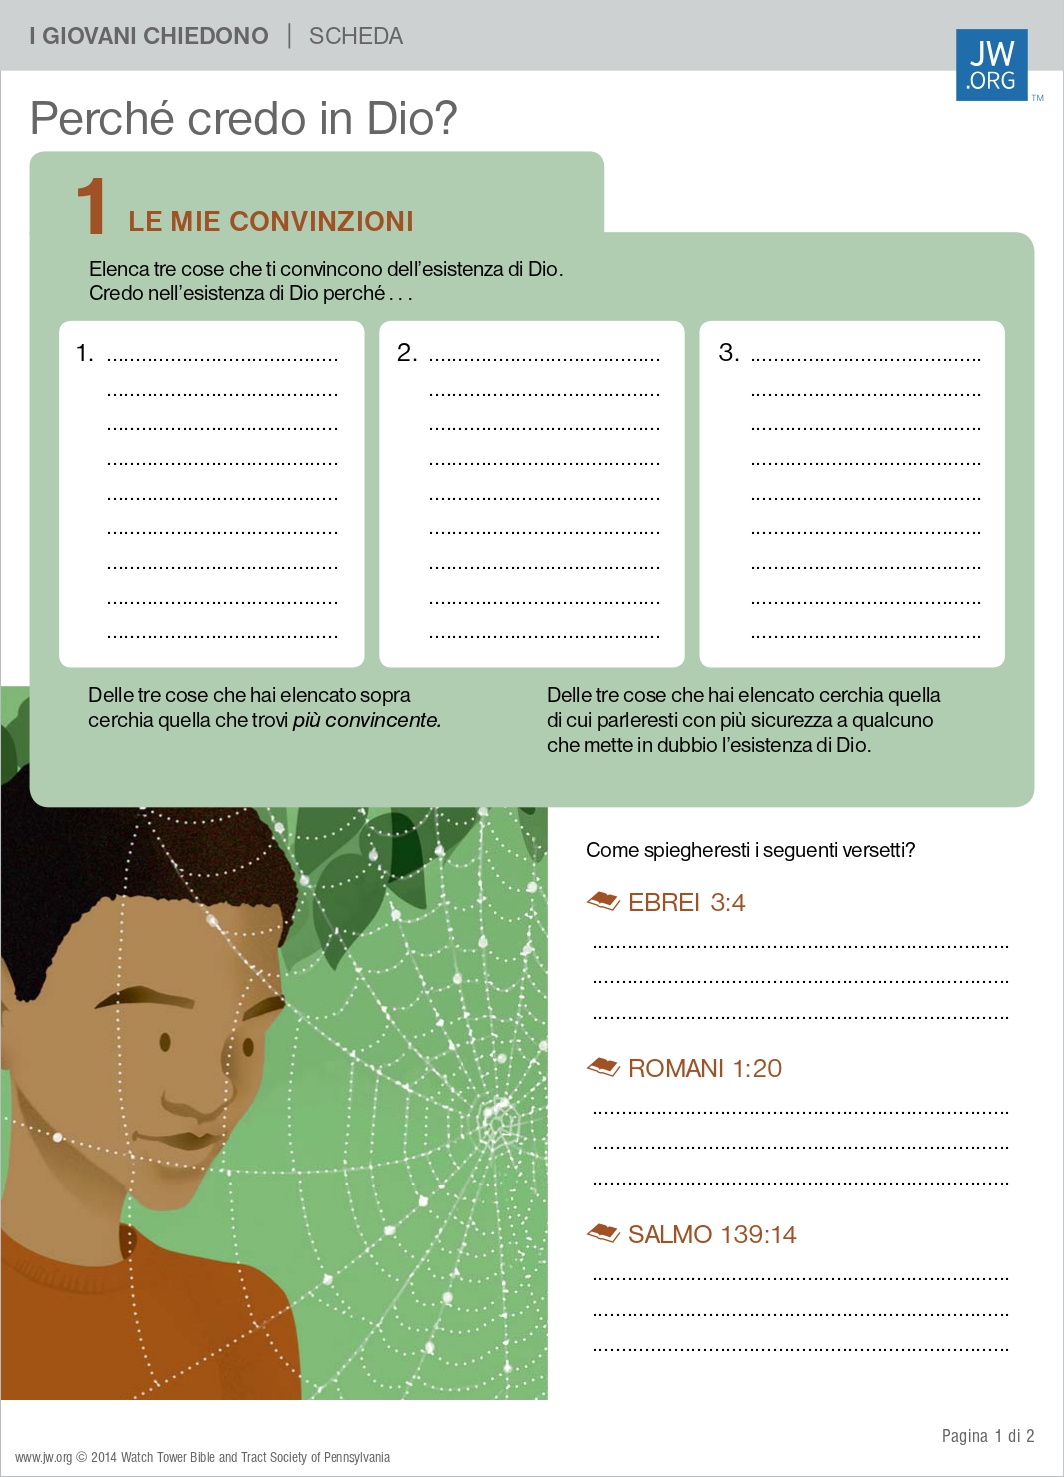 I GIOVANI CHIEDONO | SCHEDA
JW
.ORG
TM
Perché credo in Dio?
1 LE MIE CONVINZIONI
Elenca tre cose che ti convincono dell’esistenza di Dio.
Credo nell’esistenza di Dio perché . . .
1.
2.
3.
Delle tre cose che hai elencato sopra
cerchia quella che trovi più convincente.
Delle tre cose che hai elencato cerchia quella
di cui parleresti con più sicurezza a qualcuno
che mette in dubbio l’esistenza di Dio.
Come spiegheresti i seguenti versetti?
EBREI 3:4
ROMANI 1:20
SALMO 139:14
Pagina 1 di 2
www.jw.org © 2014 Watch Tower Bible and Tract Society of Pennsylvania